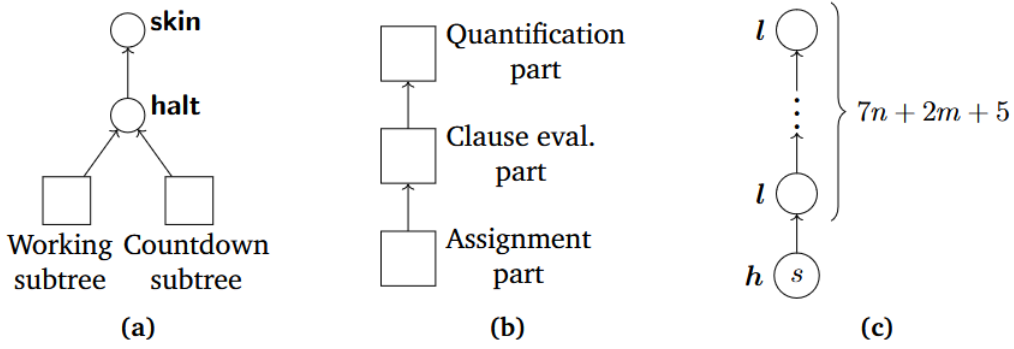 skin
halt
Working
subtree
Countdown
subtree
(a)
Quantification
part
Clause eval.
part
Assignment
part
(b)
l
⋮
7n + 2m + 5
l
h
s
(c)